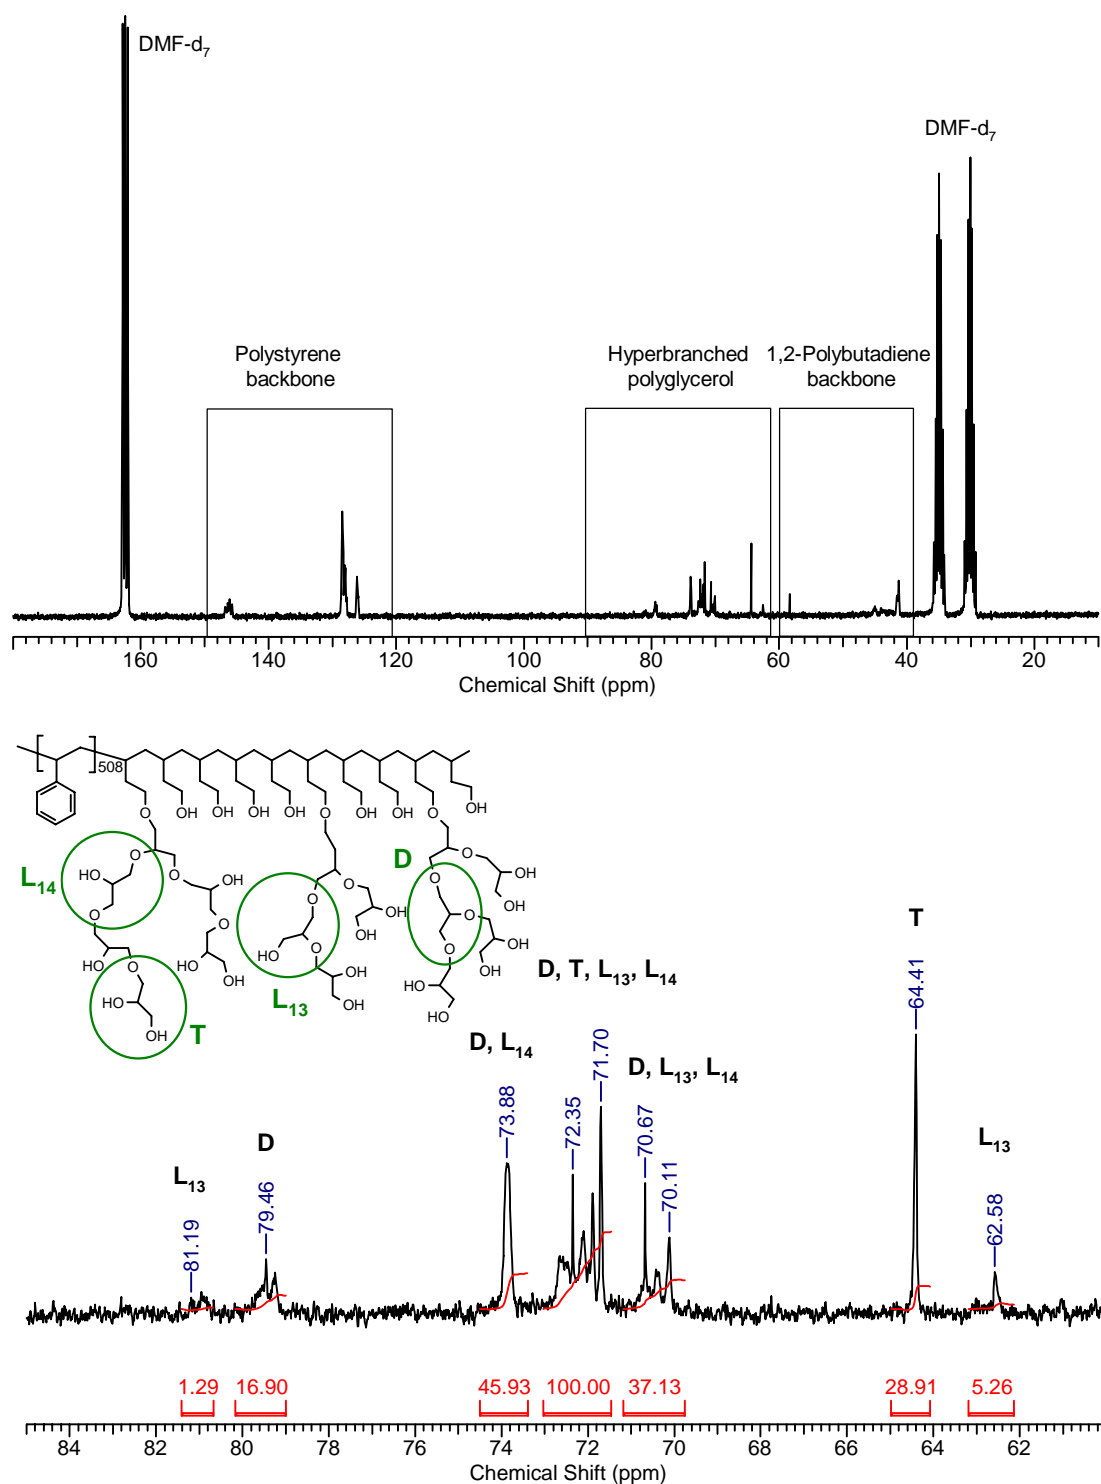 DMF-d7
DMF-d7
Polystyrene
backbone
Hyperbranched
polyglycerol
1,2-Polybutadiene
backbone
160 140 120 100 80 60 40 20
Chemical Shift (ppm)
508
OH OH OH OH OH OH OH
O O O
L14 HO O O O OH
O O
OH HO OH
O HO OH
HO OH
T
L13 O O OH
HO O OH OH
OH OH
OH
D O OH
O O OH
O OH
OH OH
HO
D, T, L13, L14
T
D, L14
D, L13, L14
D
L13
L13
81.19
79.46
73.88
72.35
71.70
70.67
70.11
64.41
62.58
1.29 16.90 45.93 100.00 37.13 28.91 5.26
84 82 80 78 76 74 72 70 68 66 64 62
Chemical Shift (ppm)